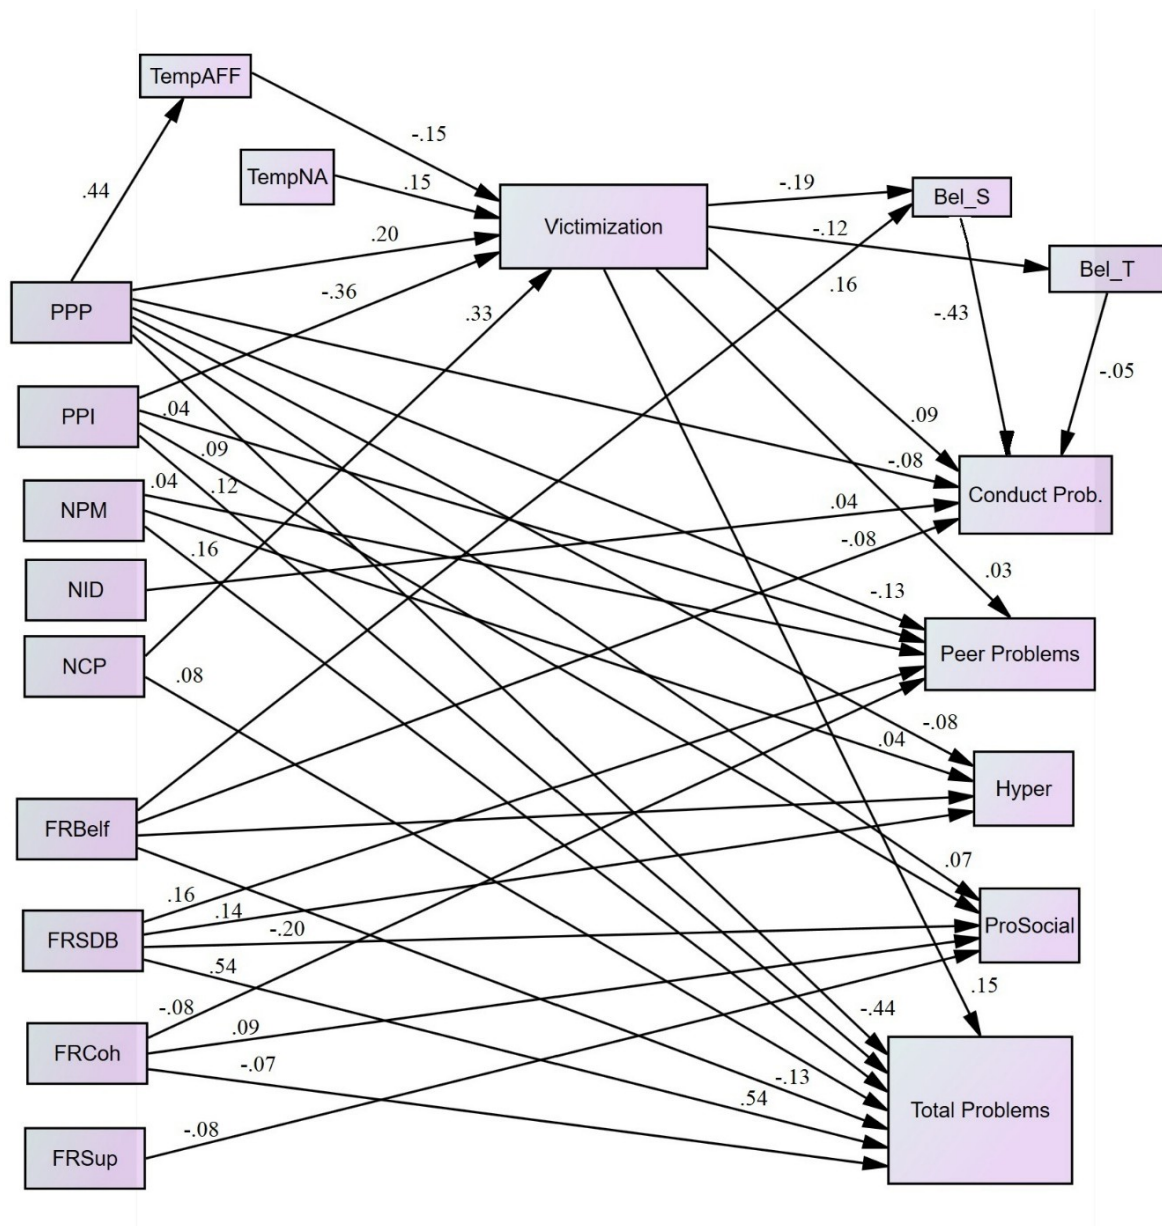 TempAFF
-.15
TempNA
.15
.44
Victimization
-.19
Bel_S
-.12
.20
Bel_T
.16
-.36
PPP
.33
-.43
-.05
PPI
.04
.09
.09
-.08
.12
NPM
.04
Conduct Prob.
.04
.16
-.08
NID
.03
-.13
NCP
Peer Problems
.08
-.08
.04
Hyper
FRBelf
.07
.16
.14
-.20
FRSDB
ProSocial
.54
.15
-.08
-.44
.09
FRCoh
-.07
-.13
.54
Total Problems
-.08
FRSup